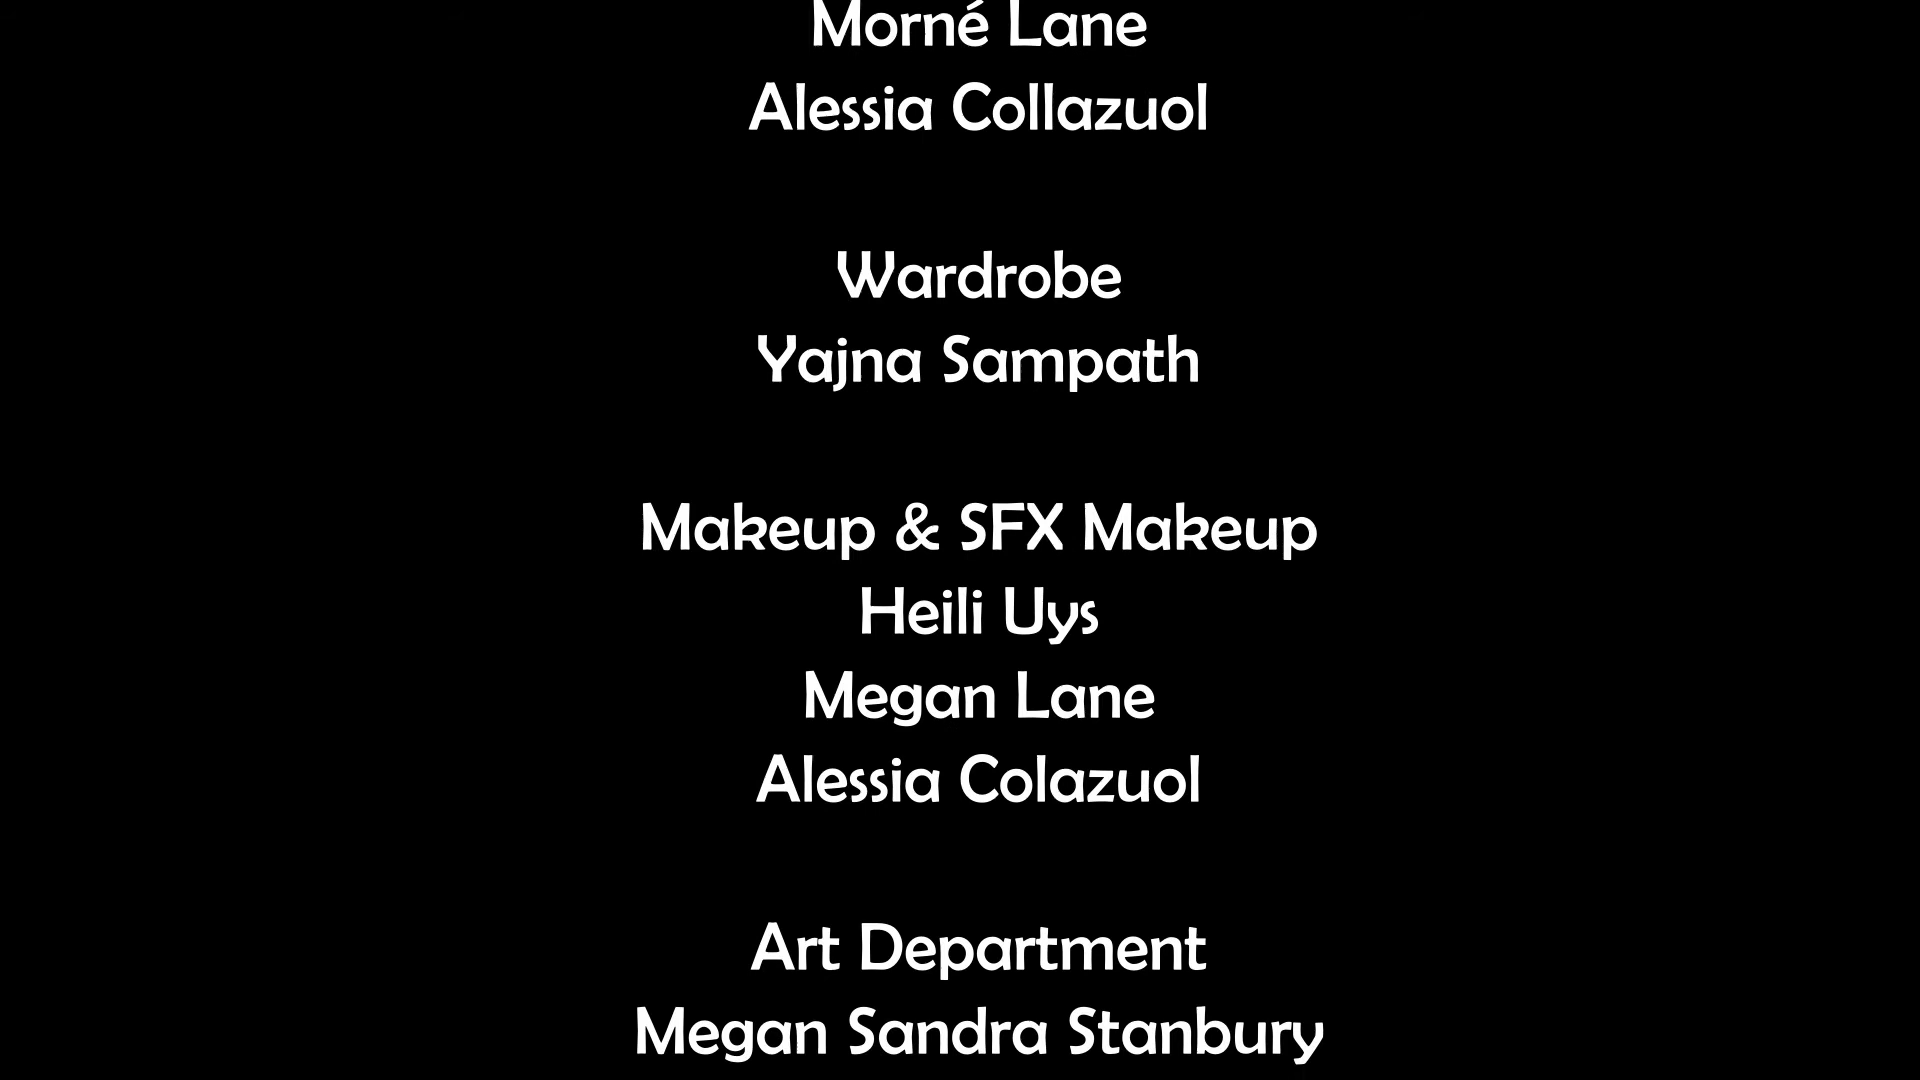 Morné Lane
Alessia Collazuol
Wardrobe
Yajna Sampath
Makeup & SFX Makeup
Heili Uys
Megan Lane
Alessia Colazuol
Art Department
Megan Sandra Stanbury